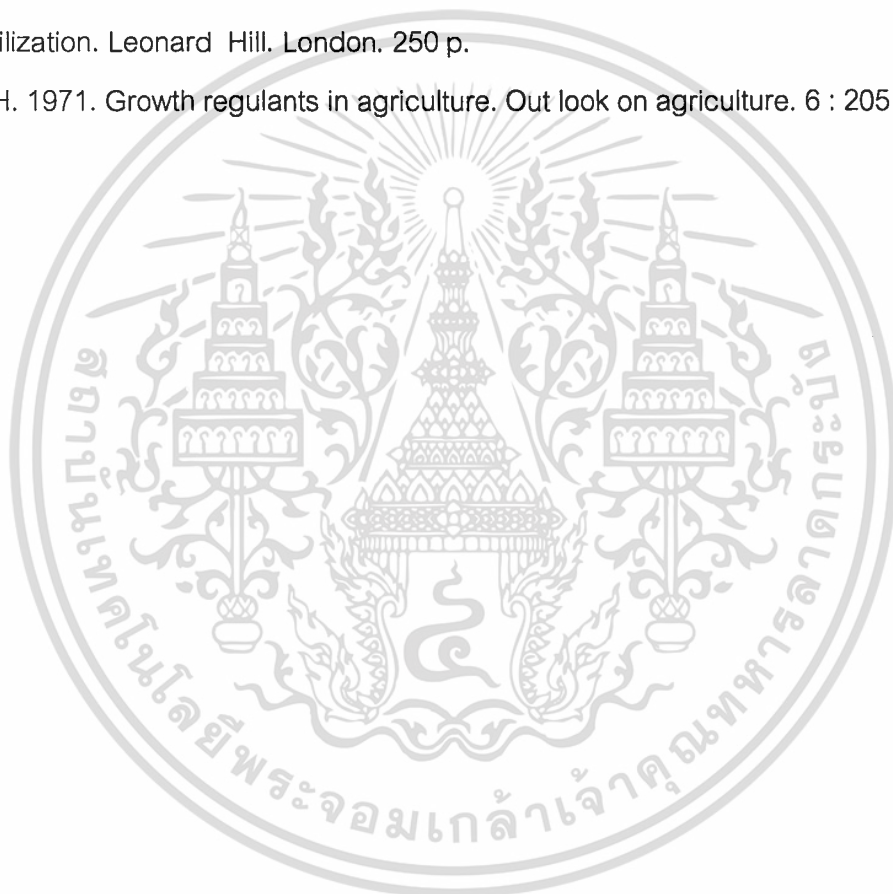 ilization. Leonard Hill. London. 250 p.
H. 1971. Growth regulants in agriculture. Out look on agriculture. 6 : 205
๔
สถาบันเทคโนโลยีพระจอมเกล้าเจ้าคุณทหารลาดกระบัง